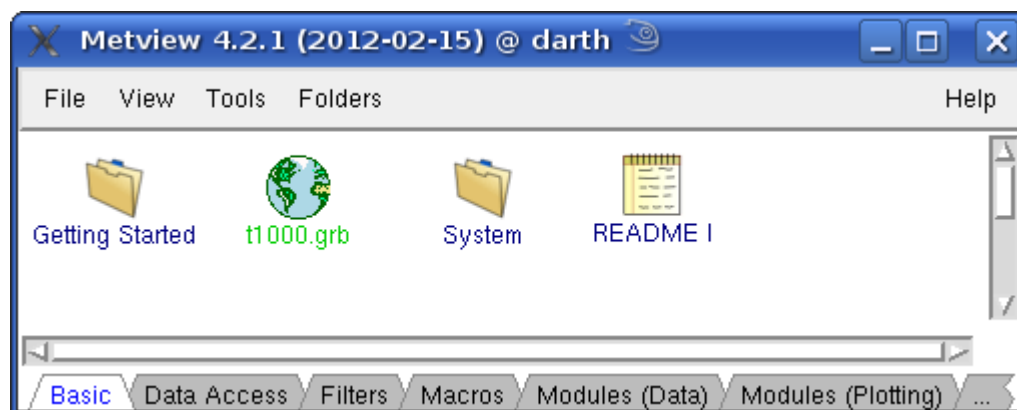 Metview 4.2.1 (2012-02-15) @ darth
File View Tools Folders Help
Getting Started t1000.grb System README I
Basic Data Access Filters Macros Modules (Data) Modules (Plotting) ...